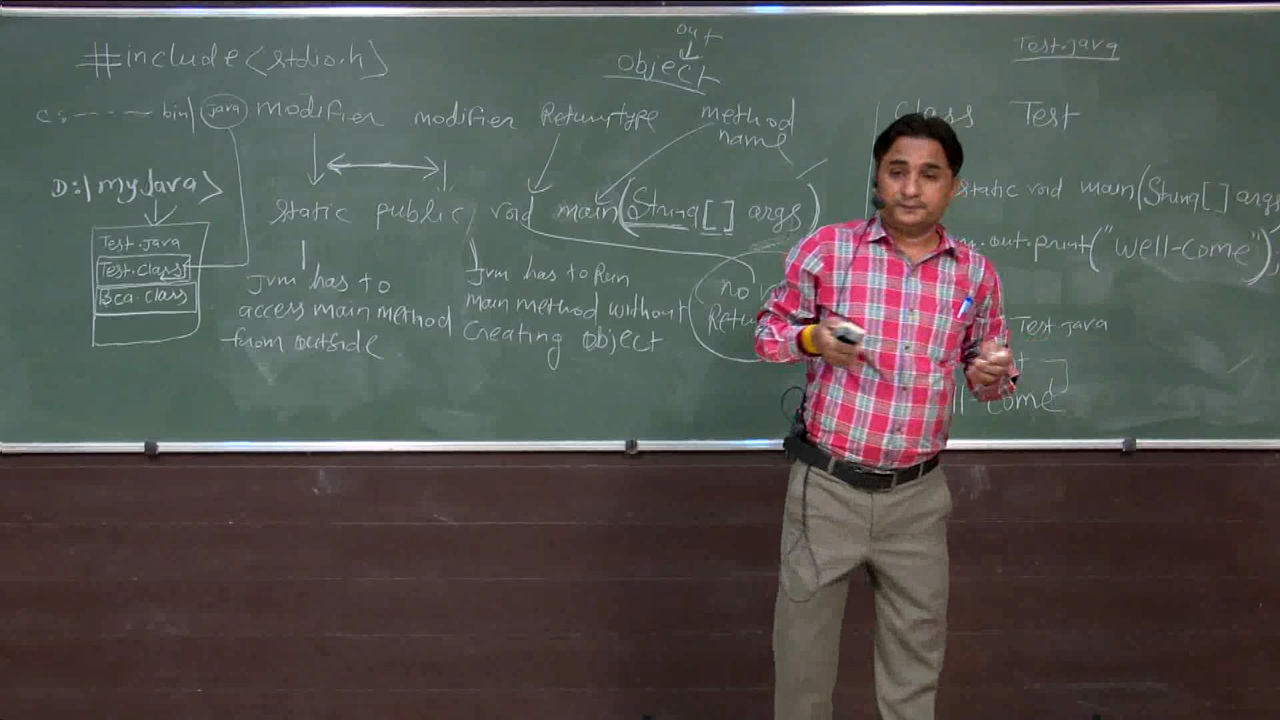 #include<stdio.h>
out
object
Test.java
bin\ java
modifier
modifier
Returntype
method
name
class Test
D:\myjava>
static public void main(String[] args)
static void main(String[] args
Test.java
Test.class
Bca.class
Jvm has to
access main method
from outside
Jvm has to Run
main method without
Creating object
no
.out.print("well-come");
Test.java
come